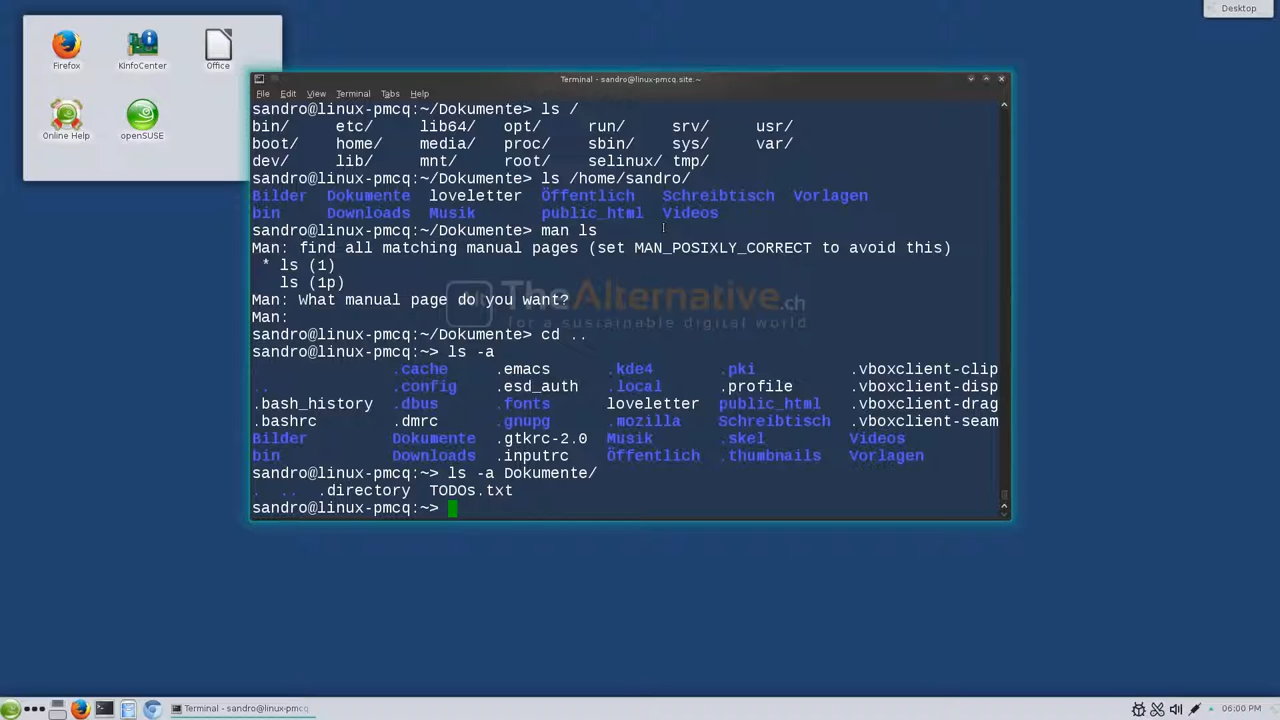 Desktop
Firefox KInfoCenter Office
Online Help openSUSE
Terminal - sandro@linux-pmcq.site:~
File Edit View Terminal Tabs Help
sandro@linux-pmcq:~/Dokumente> ls /
bin/ etc/ lib64/ opt/ run/ srv/ usr/
boot/ home/ media/ proc/ sbin/ sys/ var/
dev/ lib/ mnt/ root/ selinux/ tmp/
sandro@linux-pmcq:~/Dokumente> ls /home/sandro/
Bilder Dokumente loveletter Öffentlich Schreibtisch Vorlagen
bin Downloads Musik public_html Videos
sandro@linux-pmcq:~/Dokumente> man ls
Man: find all matching manual pages (set MAN_POSIXLY_CORRECT to avoid this)
* ls (1)
ls (1p)
Man: What manual page do you want?
Man:
TheAlternative.ch
for a sustainable digital world
sandro@linux-pmcq:~/Dokumente> cd ..
sandro@linux-pmcq:~> ls -a
. .cache .emacs .kde4 .pki .vboxclient-clip
.. .config .esd_auth .local .profile .vboxclient-disp
.bash_history .dbus .fonts loveletter public_html .vboxclient-drag
.bashrc .dmrc .gnupg .mozilla Schreibtisch .vboxclient-seam
Bilder Dokumente .gtkrc-2.0 Musik .skel Videos
bin Downloads .inputrc Öffentlich .thumbnails Vorlagen
sandro@linux-pmcq:~> ls -a Dokumente/
. .. .directory TODOs.txt
sandro@linux-pmcq:~>
Terminal - sandro@linux-pmcq
06:00 PM